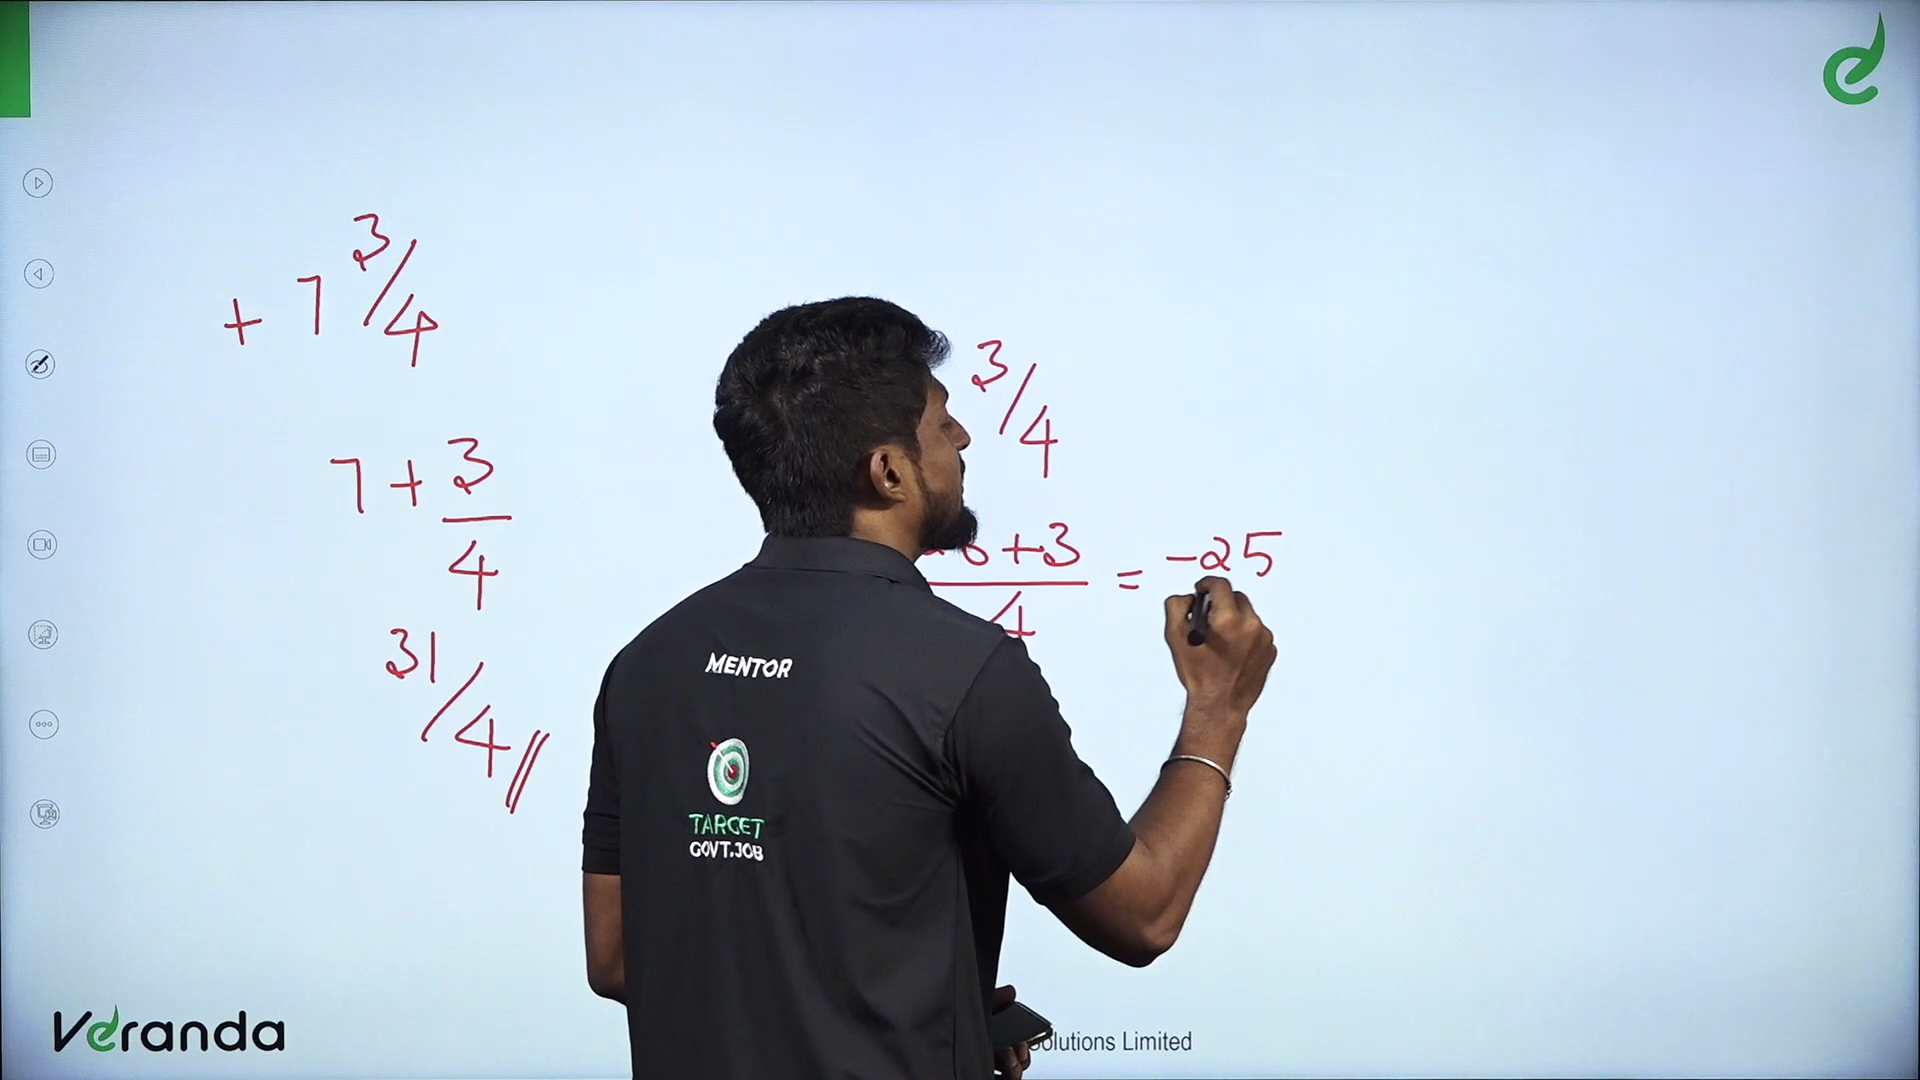 + 7 3/4
7 + 3/4
31/4 //
3/4
8 + 3 / 4 = -25
MENTOR
TARGET
GOVT.JOB
Veranda
Solutions Limited